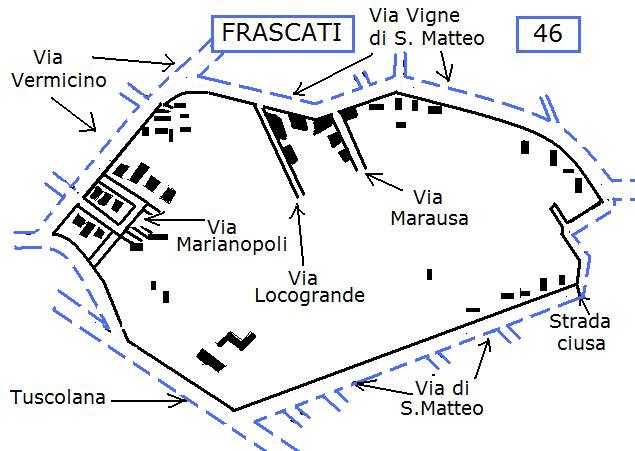 FRASCATI
Via Vigne
di S. Matteo
46
Via
Vermicino
Via
Marausa
Via
Marianopoli
Via
Locogrande
Strada
ciusa
Tuscolana
Via di
S.Matteo